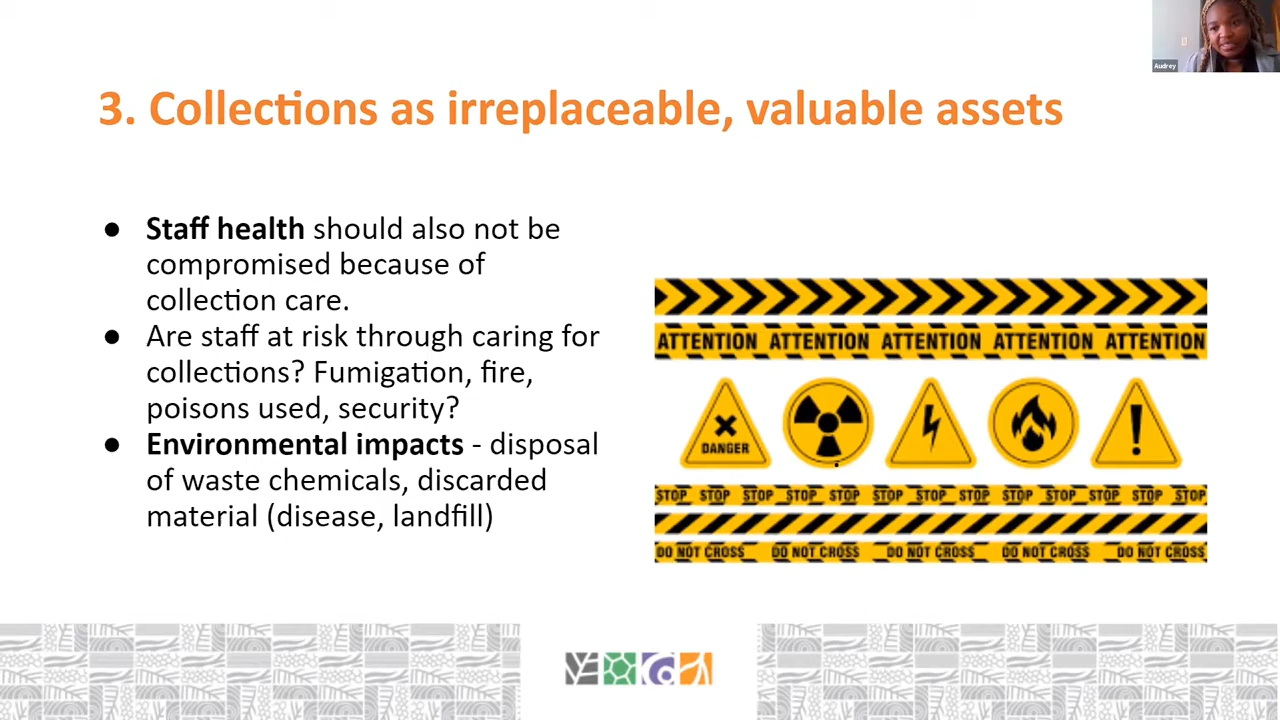 Audrey
3. Collections as irreplaceable, valuable assets
● Staff health should also not be
compromised because of
collection care.
● Are staff at risk through caring for
collections? Fumigation, fire,
poisons used, security?
● Environmental impacts - disposal
of waste chemicals, discarded
material (disease, landfill)
ATTENTION ATTENTION ATTENTION ATTENTION ATTENTION
DANGER
!
STOP STOP STOP STOP STOP STOP STOP STOP STOP STOP STOP STOP STOP
DO NOT CROSS DO NOT CROSS DO NOT CROSS DO NOT CROSS DO NOT CROSS